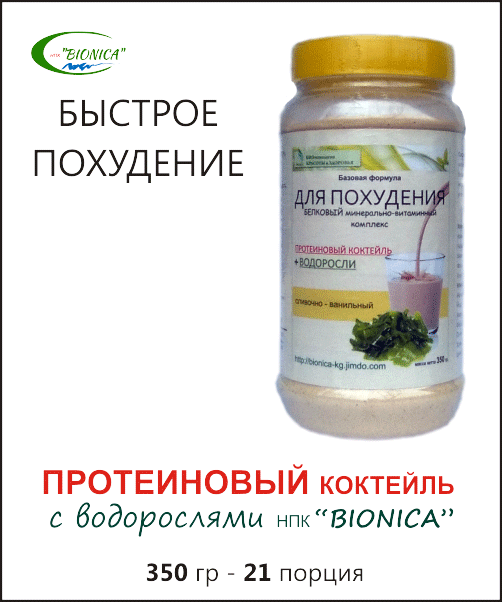 НПК "BIONICA"
БЫСТРОЕ
ПОХУДЕНИЕ
Базовая формула
ДЛЯ ПОХУДЕНИЯ
БЕЛКОВЫЙ минерально-витаминный
комплекс
ПРОТЕИНОВЫЙ КОКТЕЙЛЬ
+ВОДОРОСЛИ
сливочно - ванильный
http://bionica-kg.jimdo.com
ПРОТЕИНОВЫЙ КОКТЕЙЛЬ
с водорослями НПК "BIONICA"
350 гр - 21 порция